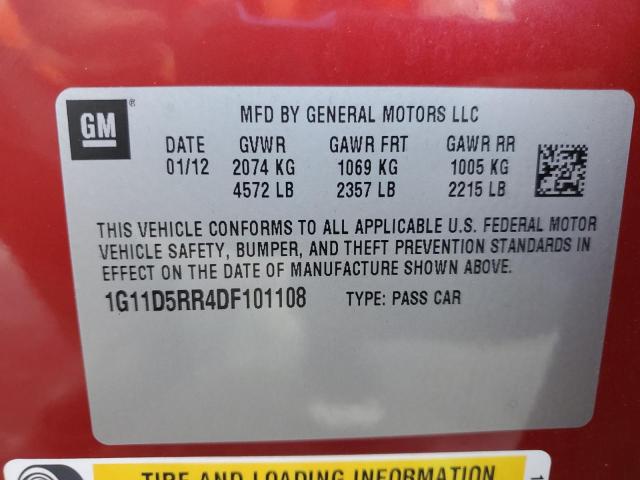 GM ®
MFD BY GENERAL MOTORS LLC
DATE GVWR GAWR FRT GAWR RR
01/12 2074 KG 1069 KG 1005 KG
4572 LB 2357 LB 2215 LB
THIS VEHICLE CONFORMS TO ALL APPLICABLE U.S. FEDERAL MOTOR
VEHICLE SAFETY, BUMPER, AND THEFT PREVENTION STANDARDS IN
EFFECT ON THE DATE OF MANUFACTURE SHOWN ABOVE.
1G11D5RR4DF101108 TYPE: PASS CAR
TIRE AND LOADING INFORMATION